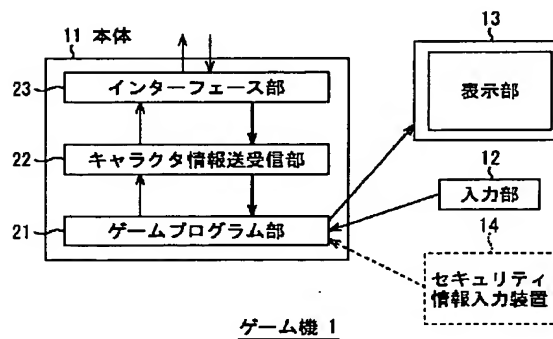 11 本体
13
23
インターフェース部
表示部
22
キャラクタ情報送受信部
12
入力部
21
ゲームプログラム部
14
セキュリティ
情報入力装置
ゲーム機 1